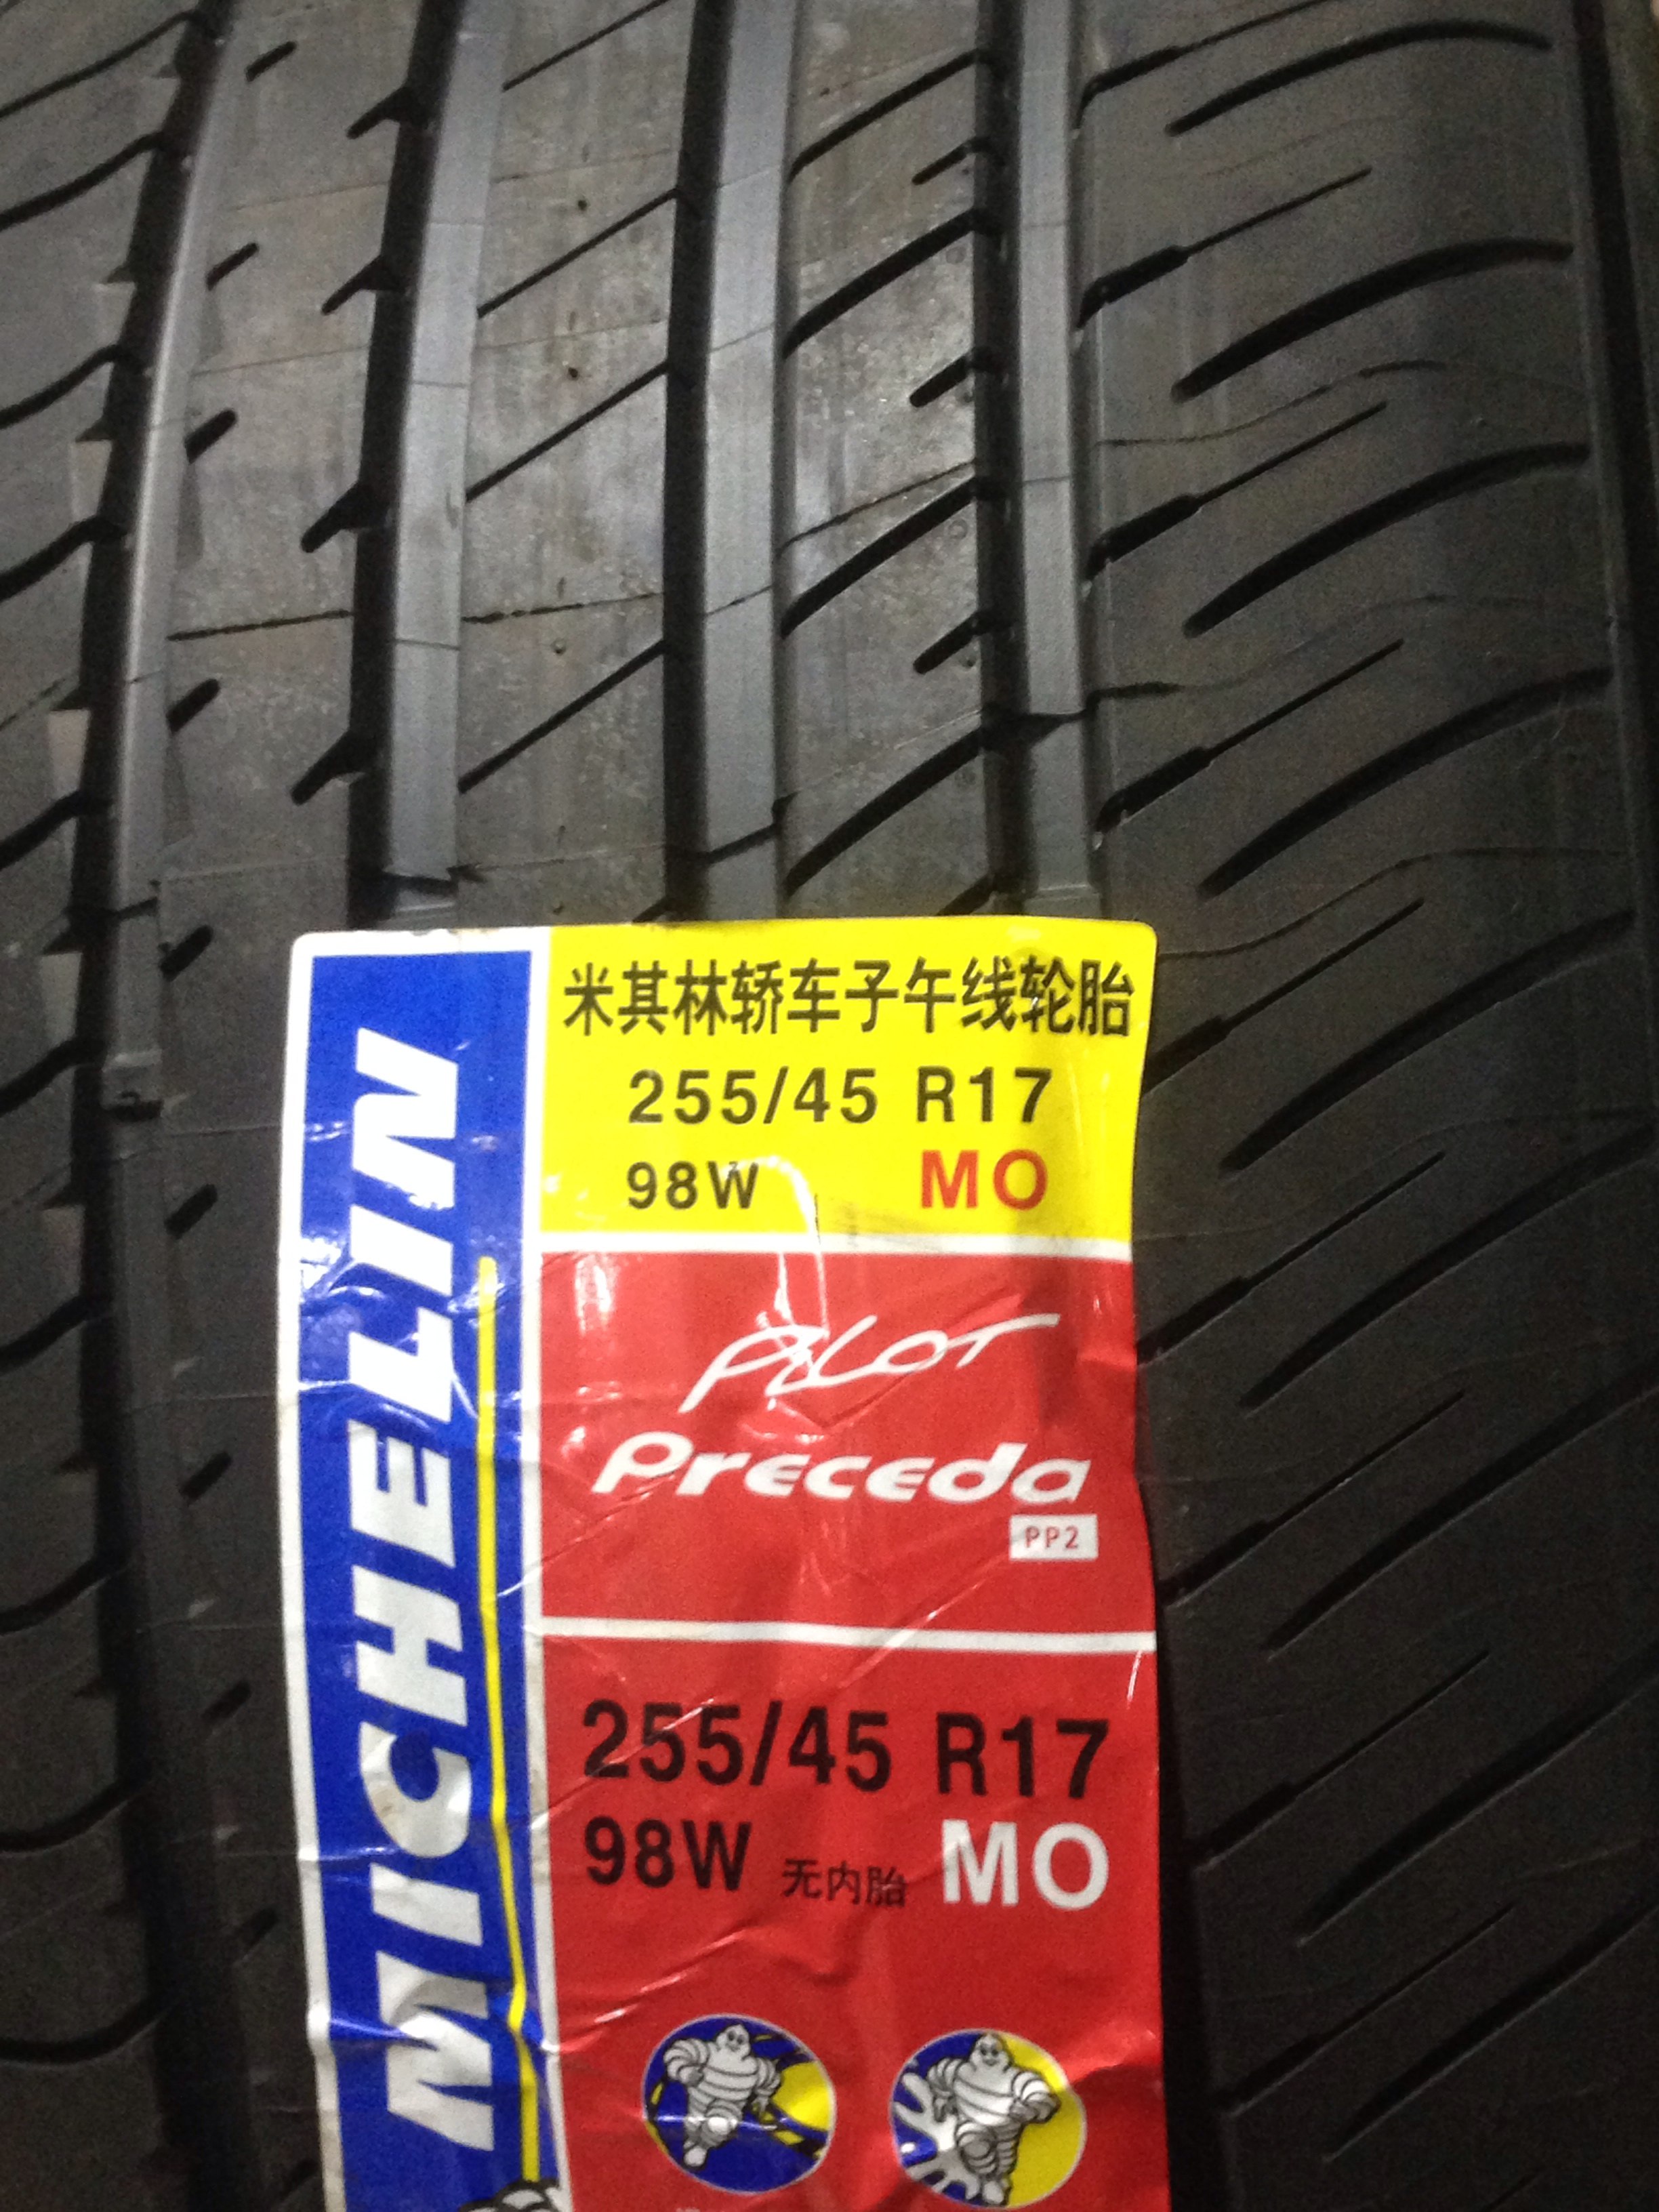 MICHELIN
米其林轿车子午线轮胎
255/45 R17
98W MO
PILOT
Preceda
PP2
255/45 R17
98W 无内胎 MO